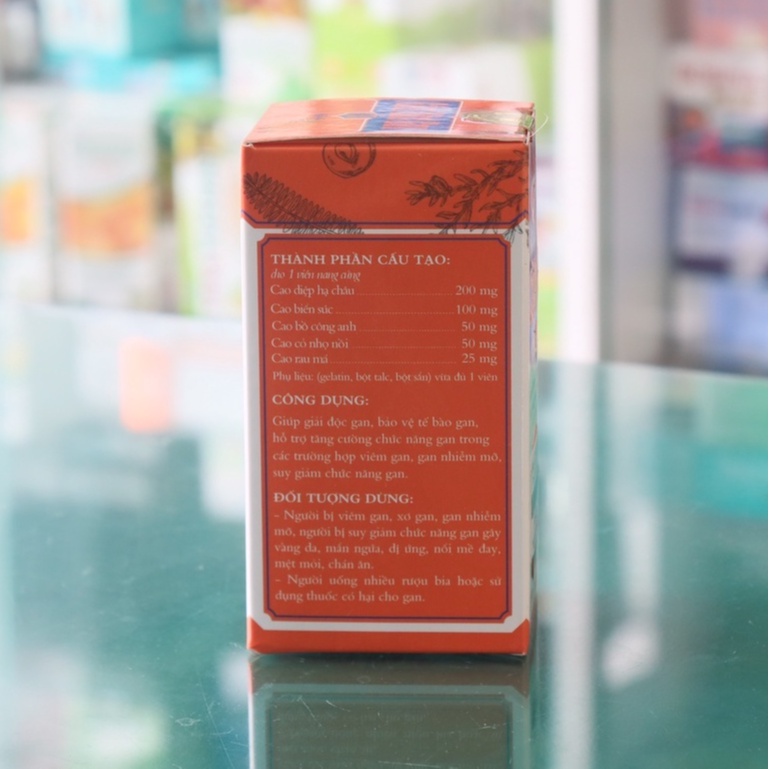 THÀNH PHẦN CẤU TẠO:
cho 1 viên nang cứng
Cao diệp hạ châu 200 mg
Cao biển súc 100 mg
Cao bồ công anh 50 mg
Cao cỏ nhọ nồi 50 mg
Cao rau má 25 mg
Phụ liệu: (gelatin, bột talc, bột sắn) vừa đủ 1 viên
CÔNG DỤNG:
Giúp giải độc gan, bảo vệ tế bào gan,
hỗ trợ tăng cường chức năng gan trong
các trường hợp viêm gan, gan nhiễm mỡ,
suy giảm chức năng gan.
ĐỐI TƯỢNG DÙNG:
- Người bị viêm gan, xơ gan, gan nhiễm
mỡ, người bị suy giảm chức năng gan gây
vàng da, mẩn ngứa, dị ứng, nổi mề đay,
mệt mỏi, chán ăn.
- Người uống nhiều rượu bia hoặc sử
dụng thuốc có hại cho gan.